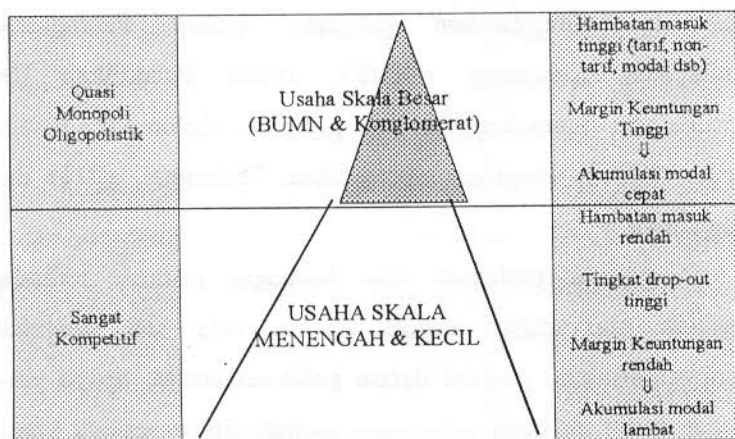 Quasi
Monopoli
Oligopolistik
Usaha Skala Besar
(BUMN & Konglomerat)
Hambatan masuk
tinggi (tarif, non-
tarif, modal dsb)
Margin Keuntungan
Tinggi
⇓
Akumulasi modal
cepat
Sangat
Kompetitif
USAHA SKALA
MENENGAH & KECIL
Hambatan masuk
rendah
Tingkat drop-out
tinggi
Margin Keuntungan
rendah
⇓
Akumulasi modal
lambat